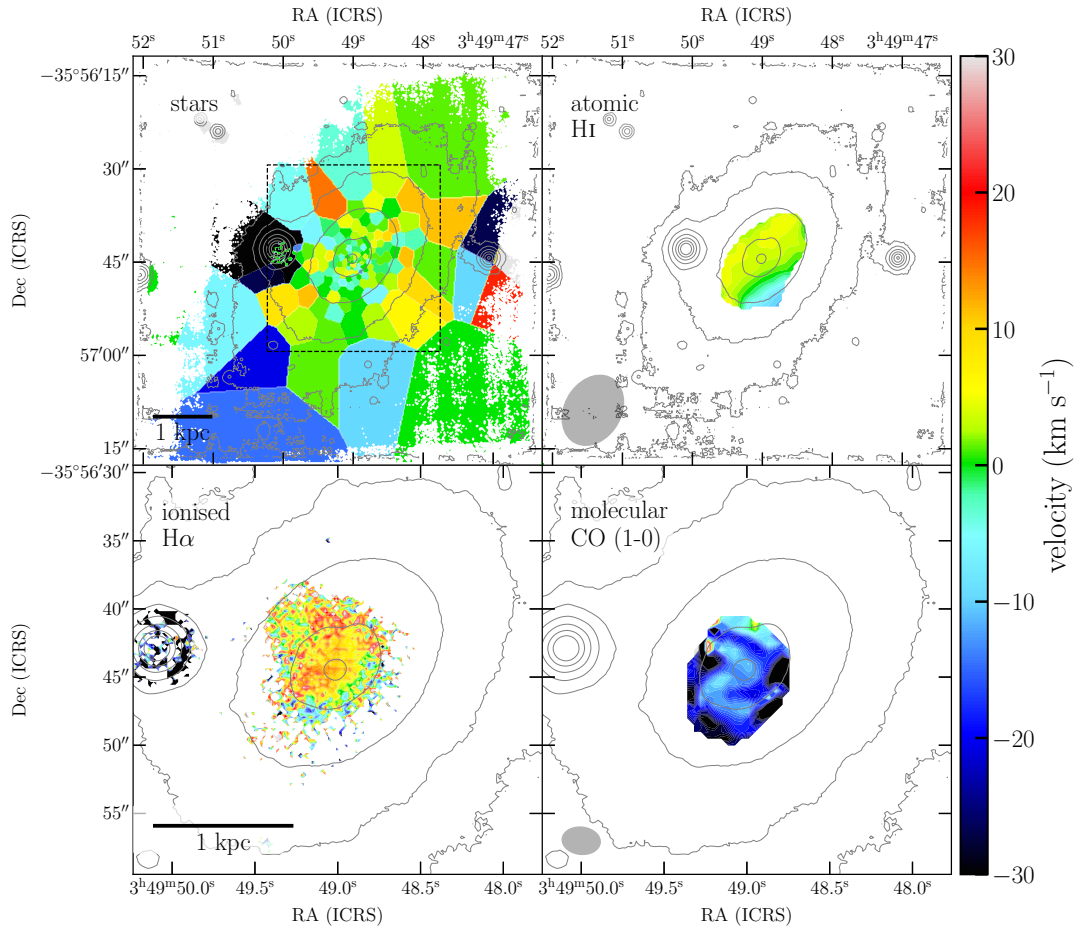 RA (ICRS) RA (ICRS)
52ˢ 51ˢ 50ˢ 49ˢ 48ˢ 3ʰ49ᵐ47ˢ 52ˢ 51ˢ 50ˢ 49ˢ 48ˢ 3ʰ49ᵐ47ˢ
−35°56′15″
30″
45″
57′00″
15″
Dec (ICRS)
stars
1 kpc
atomic
HI
−35°56′30″
35″
40″
45″
50″
55″
Dec (ICRS)
ionised
Hα
1 kpc
molecular
CO (1-0)
3ʰ49ᵐ50.0ˢ 49.5ˢ 49.0ˢ 48.5ˢ 48.0ˢ 3ʰ49ᵐ50.0ˢ 49.5ˢ 49.0ˢ 48.5ˢ 48.0ˢ
RA (ICRS) RA (ICRS)
30
20
10
0
−10
−20
−30
velocity (km s⁻¹)